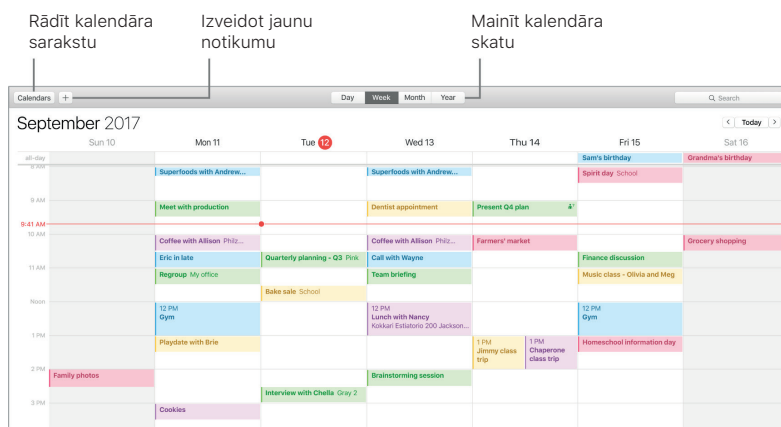 Rādīt kalendāra
sarakstu
Izveidot jaunu
notikumu
Mainīt kalendāra
skatu
Calendars +
Day Week Month Year
Search
September 2017
< Today >
Sun 10 Mon 11 Tue 12 Wed 13 Thu 14 Fri 15 Sat 16
all-day Sam's birthday Grandma's birthday
Superfoods with Andrew... Superfoods with Andrew... Spirit day School
9 AM Meet with production Dentist appointment Present Q4 plan
9:41 AM
10 AM
Coffee with Allison Philz... Coffee with Allison Philz... Farmers' market Grocery shopping
Eric in late Quarterly planning - Q3 Pink Call with Wayne Finance discussion
11 AM
Regroup My office Team briefing Music class - Olivia and Meg
Bake sale School
Noon
12 PM 12 PM 12 PM
Gym Lunch with Nancy Gym
Kokkari Estiatorio 200 Jackson...
1 PM
Playdate with Brie 1 PM 1 PM Homeschool information day
Jimmy class Chaperone
trip class trip
2 PM
Family photos Brainstorming session
Interview with Chella Gray 2
3 PM
Cookies